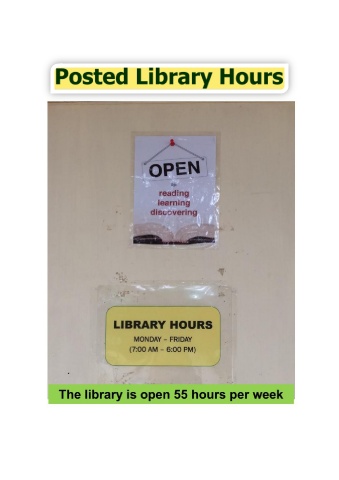 Posted Library Hours
OPEN
for
reading
learning
discovering
LIBRARY HOURS
MONDAY – FRIDAY
(7:00 AM – 6:00 PM)
The library is open 55 hours per week